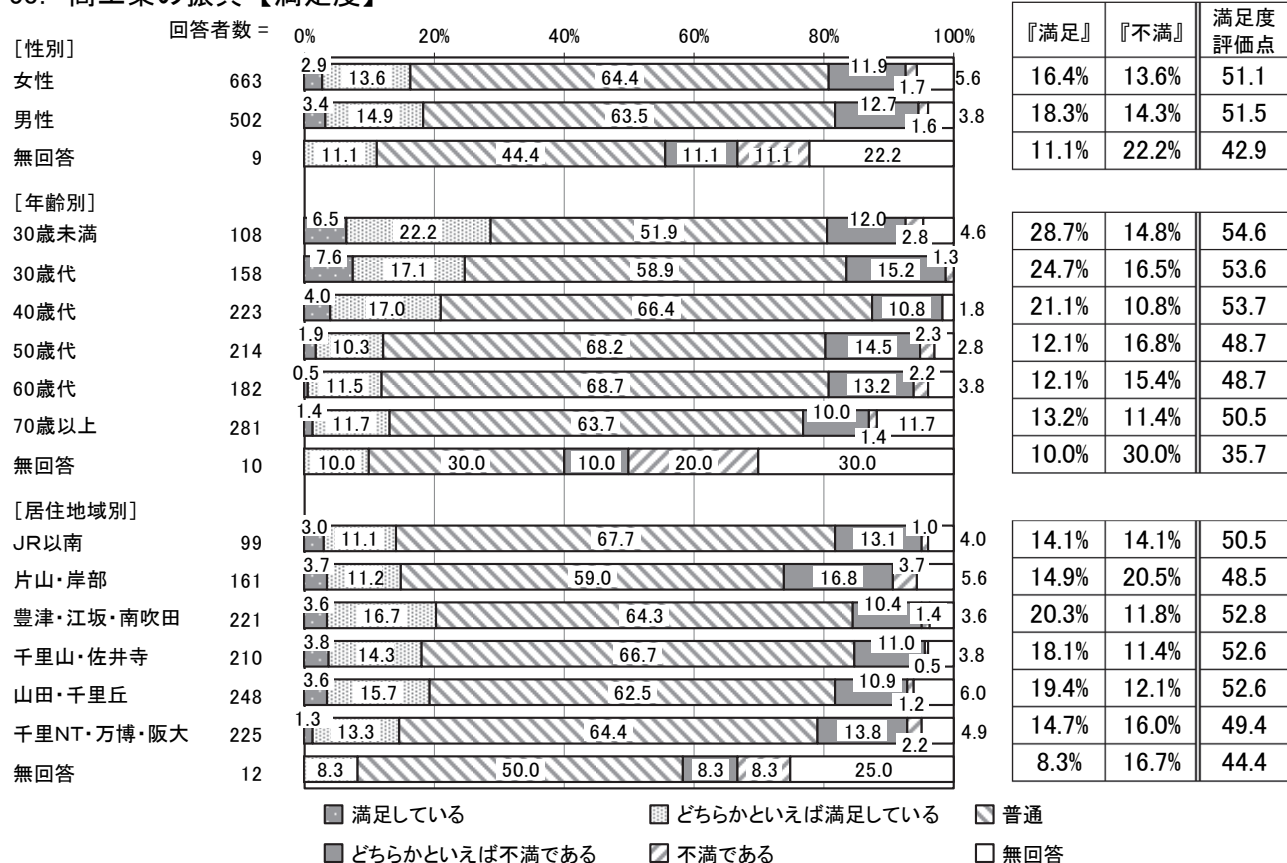 回答者数 = 0% 20% 40% 60% 80% 100% 『満足』 『不満』 満足度評価点
[性別]
女性 663 2.9 13.6 64.4 11.9 1.7 5.6 16.4% 13.6% 51.1
男性 502 3.4 14.9 63.5 12.7 1.6 3.8 18.3% 14.3% 51.5
無回答 9 11.1 44.4 11.1 11.1 22.2 11.1% 22.2% 42.9
[年齢別]
30歳未満 108 6.5 22.2 51.9 12.0 2.8 4.6 28.7% 14.8% 54.6
30歳代 158 7.6 17.1 58.9 15.2 1.3 24.7% 16.5% 53.6
40歳代 223 4.0 17.0 66.4 10.8 1.8 21.1% 10.8% 53.7
50歳代 214 1.9 10.3 68.2 14.5 2.3 2.8 12.1% 16.8% 48.7
60歳代 182 0.5 11.5 68.7 13.2 2.2 3.8 12.1% 15.4% 48.7
70歳以上 281 1.4 11.7 63.7 10.0 1.4 11.7 13.2% 11.4% 50.5
無回答 10 10.0 30.0 10.0 20.0 30.0 10.0% 30.0% 35.7
[居住地域別]
JR以南 99 3.0 11.1 67.7 13.1 1.0 4.0 14.1% 14.1% 50.5
片山・岸部 161 3.7 11.2 59.0 16.8 3.7 5.6 14.9% 20.5% 48.5
豊津・江坂・南吹田 221 3.6 16.7 64.3 10.4 1.4 3.6 20.3% 11.8% 52.8
千里山・佐井寺 210 3.8 14.3 66.7 11.0 0.5 3.8 18.1% 11.4% 52.6
山田・千里丘 248 3.6 15.7 62.5 10.9 1.2 6.0 19.4% 12.1% 52.6
千里NT・万博・阪大 225 1.3 13.3 64.4 13.8 2.2 4.9 14.7% 16.0% 49.4
無回答 12 8.3 50.0 8.3 8.3 25.0 8.3% 16.7% 44.4
満足している どちらかといえば満足している 普通
どちらかといえば不満である 不満である 無回答